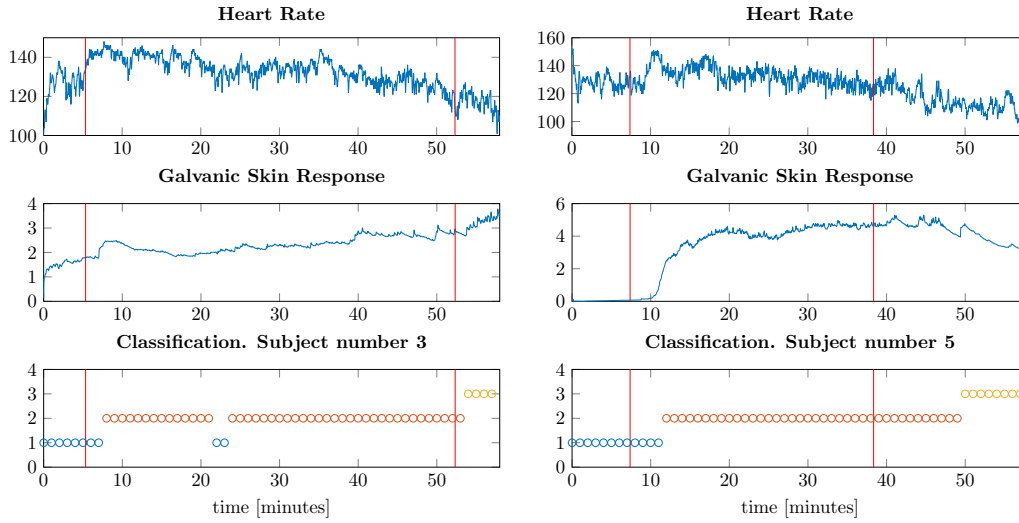 Heart Rate
140
120
100
0 10 20 30 40 50
Galvanic Skin Response
4
3
2
1
0
0 10 20 30 40 50
Classification. Subject number 3
4
3
2
1
0
0 10 20 30 40 50
time [minutes]
Heart Rate
160
140
120
100
0 10 20 30 40 50
Galvanic Skin Response
6
4
2
0
0 10 20 30 40 50
Classification. Subject number 5
4
3
2
1
0
0 10 20 30 40 50
time [minutes]